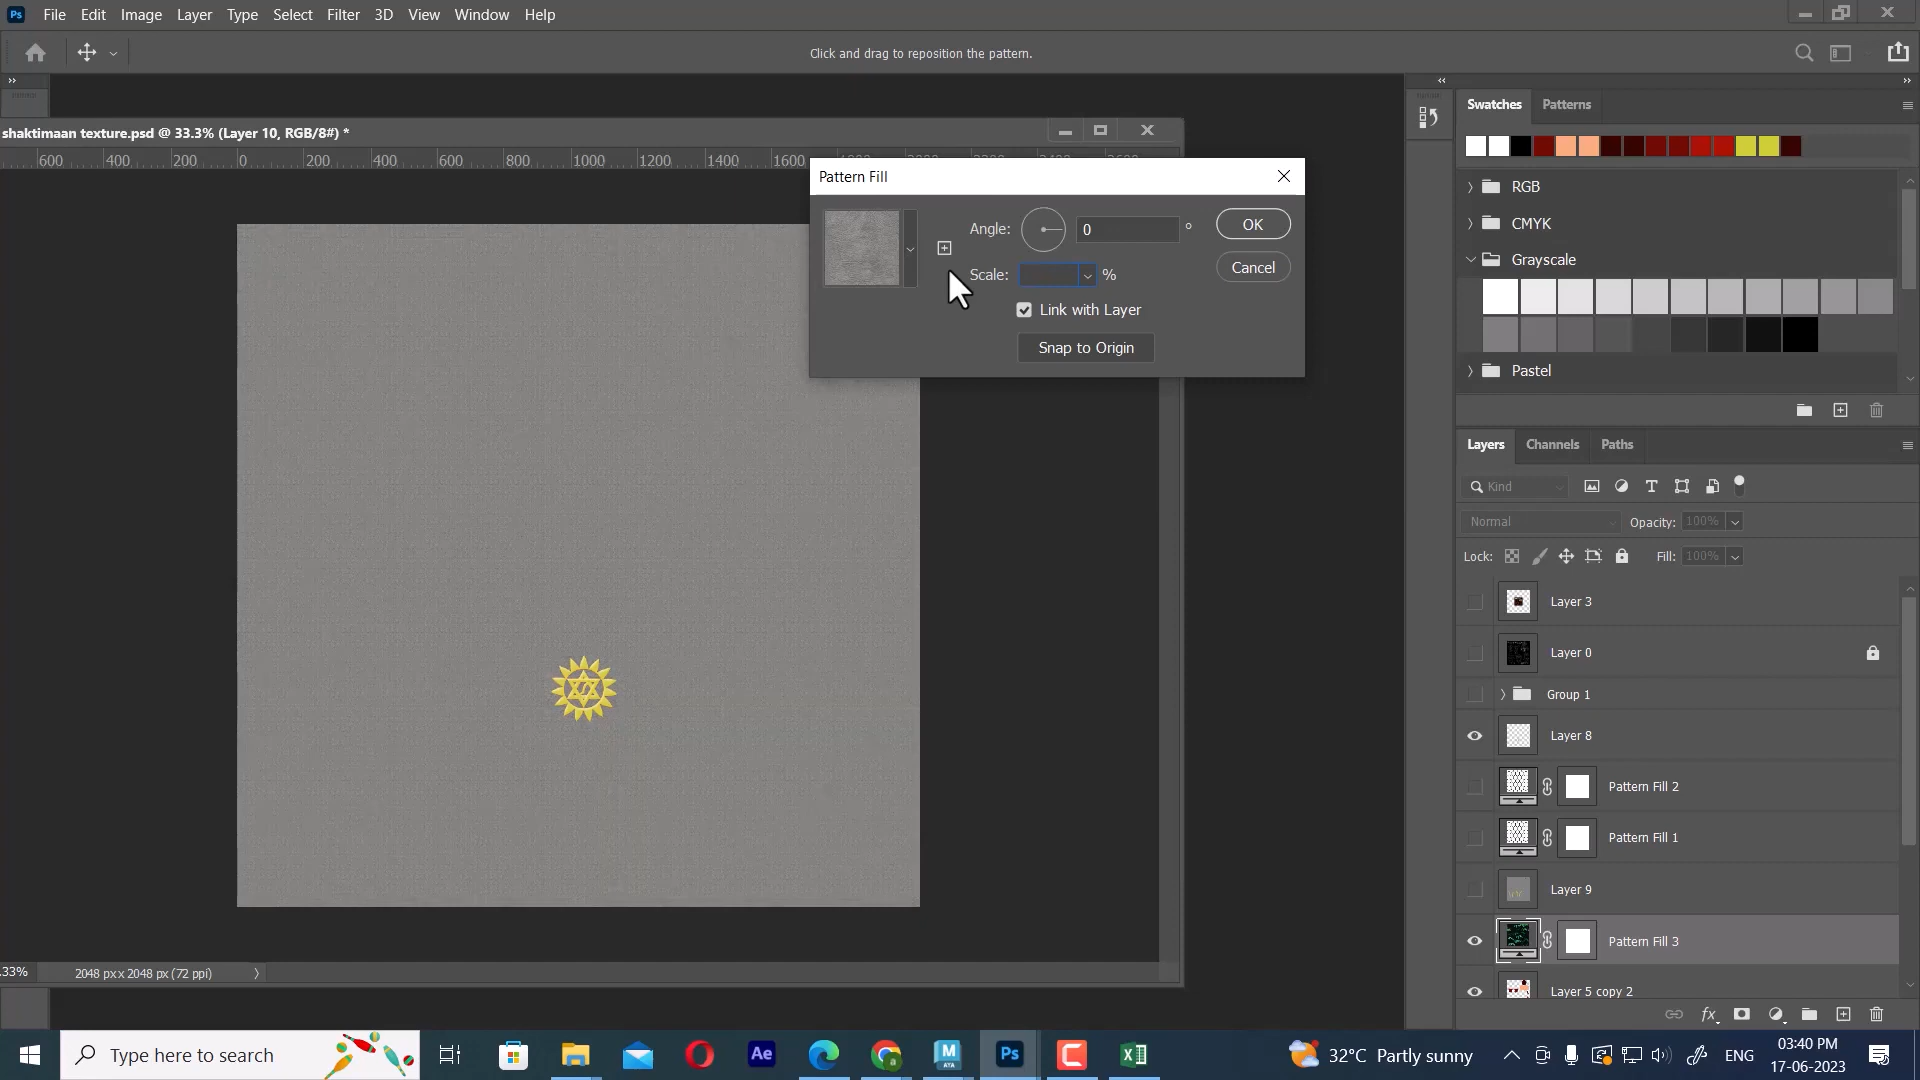 Ps File Edit Image Layer Type Select Filter 3D View Window Help
Click and drag to reposition the pattern.
Swatches Patterns
shaktimaan texture.psd @ 33.3% (Layer 10, RGB/8#) *
600 400 200 0 200 400 600 800 1000 1200 1400 1600
Pattern Fill
Angle: 0 °
OK
Scale: %
Cancel
Link with Layer
Snap to Origin
RGB
CMYK
Grayscale
Pastel
Layers Channels Paths
Kind
Normal Opacity: 100%
Lock: Fill: 100%
Layer 3
Layer 0
Group 1
Layer 8
Pattern Fill 2
Pattern Fill 1
Layer 9
Pattern Fill 3
Layer 5 copy 2
.33% 2048 px x 2048 px (72 ppi)
fx
Type here to search
Ae
M
AYA
Ps
32°C Partly sunny
ENG
03:40 PM
17-06-2023